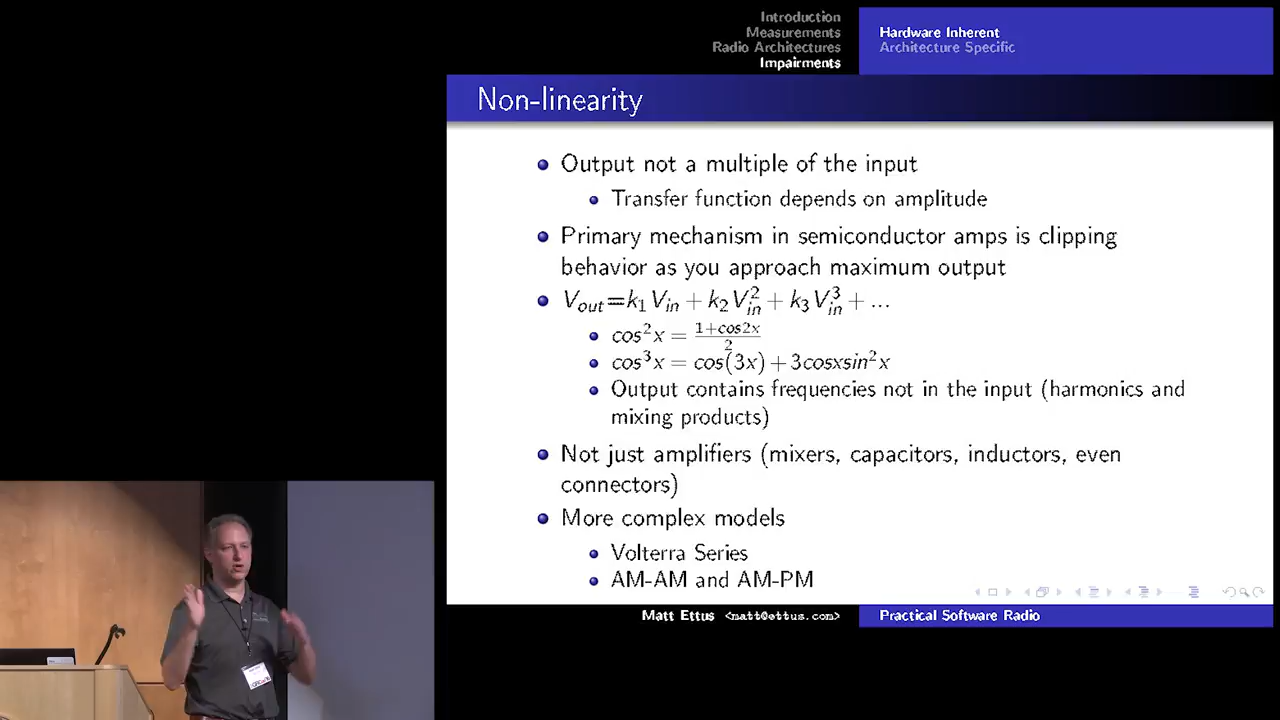 Introduction
Measurements
Radio Architectures
Impairments
Hardware Inherent
Architecture Specific
Non-linearity
Output not a multiple of the input
Transfer function depends on amplitude
Primary mechanism in semiconductor amps is clipping
behavior as you approach maximum output
V_out=k_1 V_in + k_2 V_in^2 + k_3 V_in^3 + ...
cos^2x = (1+cos2x)/2
cos^3x = cos(3x) + 3cosxsin^2x
Output contains frequencies not in the input (harmonics and
mixing products)
Not just amplifiers (mixers, capacitors, inductors, even
connectors)
More complex models
Volterra Series
AM-AM and AM-PM
Matt Ettus <matt@ettus.com>
Practical Software Radio